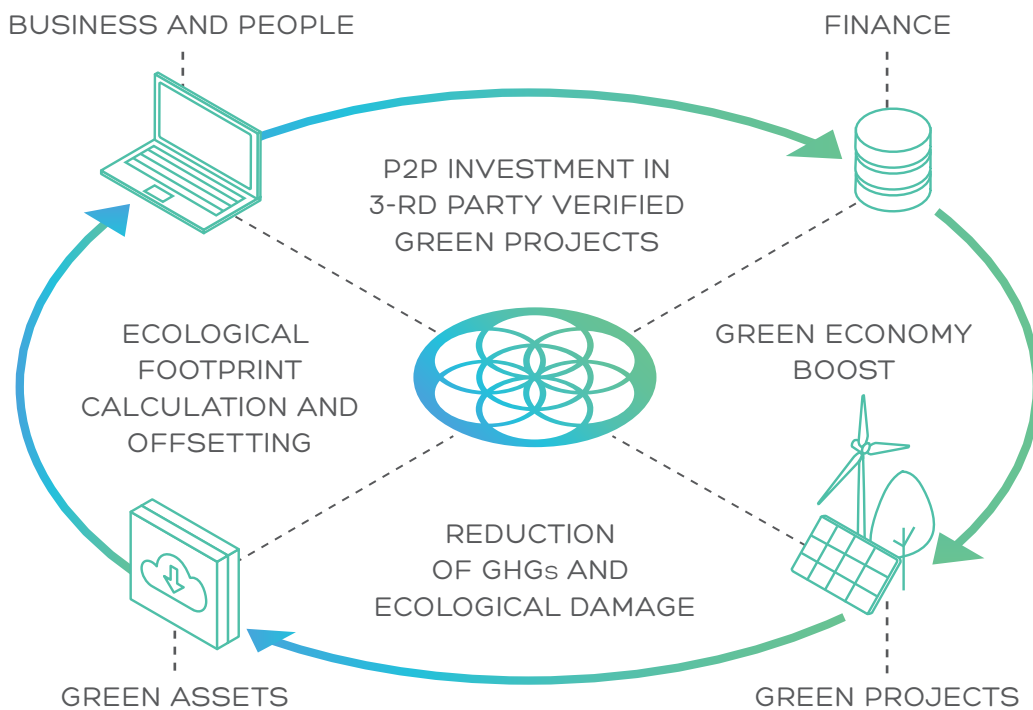 BUSINESS AND PEOPLE
FINANCE
P2P INVESTMENT IN
3-RD PARTY VERIFIED
GREEN PROJECTS
ECOLOGICAL
FOOTPRINT
CALCULATION AND
OFFSETTING
GREEN ECONOMY
BOOST
REDUCTION
OF GHGs AND
ECOLOGICAL DAMAGE
GREEN ASSETS
GREEN PROJECTS